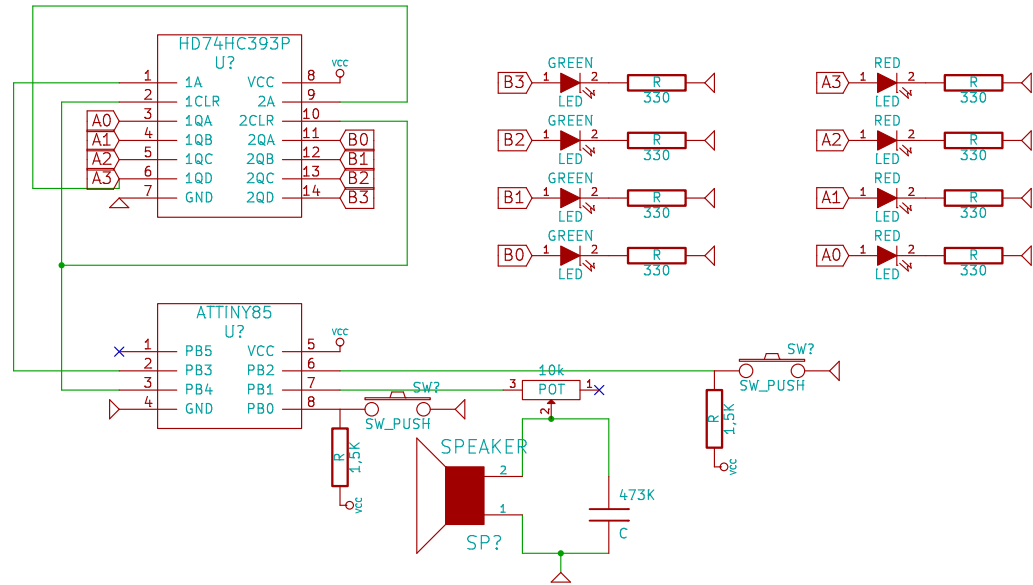 HD74HC393P
U?
1 1A VCC 8 VCC
2 1CLR 2A 9
A0 3 1QA 2CLR 10
A1 4 1QB 2QA 11 B0
A2 5 1QC 2QB 12 B1
A3 6 1QD 2QC 13 B2
7 GND 2QD 14 B3
GREEN
B3 1 2 R
LED 330
GREEN
B2 1 2 R
LED 330
GREEN
B1 1 2 R
LED 330
GREEN
B0 1 2 R
LED 330
RED
A3 1 2 R
LED 330
RED
A2 1 2 R
LED 330
RED
A1 1 2 R
LED 330
RED
A0 1 2 R
LED 330
ATTINY85
U?
1 PB5 VCC 5 VCC
2 PB3 PB2 6
3 PB4 PB1 7
4 GND PB0 8
SW?
SW_PUSH
R 1,5K
VCC
10k
3 POT 1
2
SW?
SW_PUSH
R 1,5K
VCC
SPEAKER
2
1
SP?
473K
C